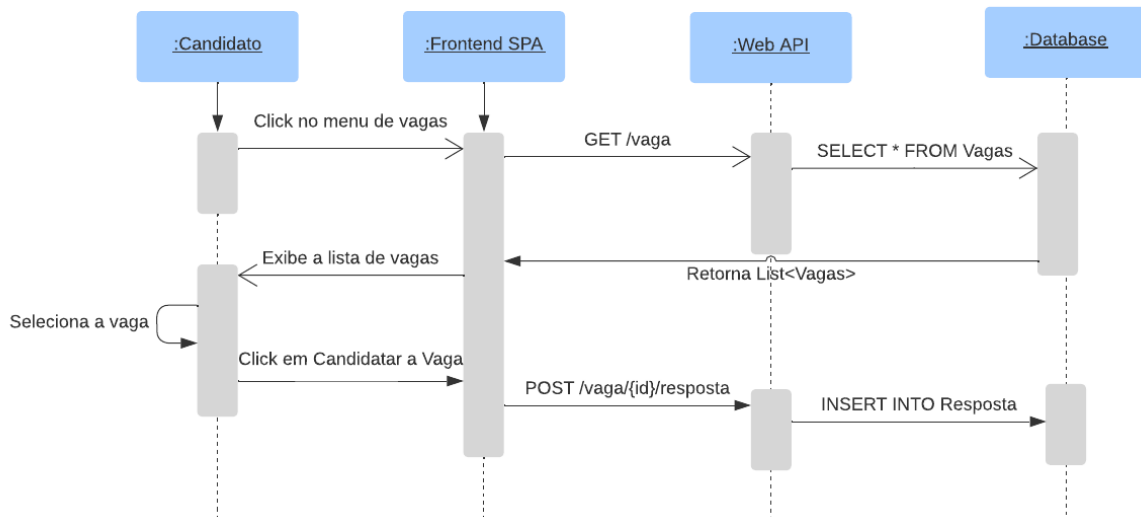 :Candidato
:Frontend SPA
:Web API
:Database
Click no menu de vagas
GET /vaga
SELECT * FROM Vagas
Exibe a lista de vagas
Retorna List<Vagas>
Seleciona a vaga
Click em Candidatar a Vaga
POST /vaga/{id}/resposta
INSERT INTO Resposta